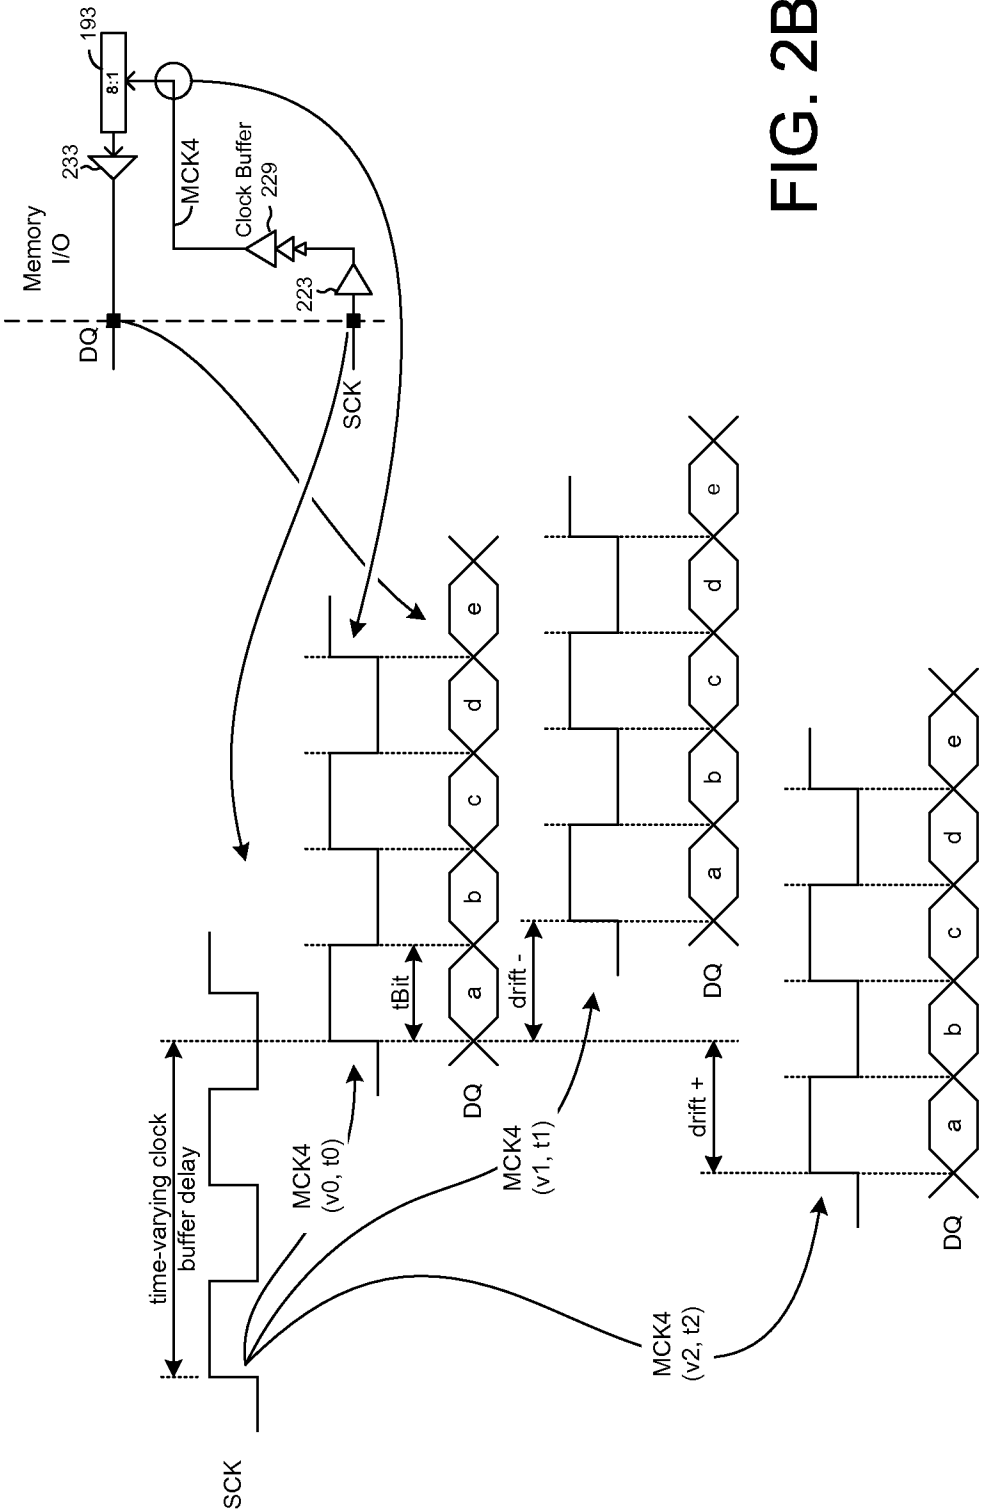 Memory
I/O
DQ
233
8:1
193
MCK4
Clock Buffer
229
223
SCK
time-varying clock
buffer delay
SCK
MCK4
(v0, t0)
tBit
DQ
a
b
c
d
e
MCK4
(v1, t1)
drift -
DQ
a
b
c
d
e
MCK4
(v2, t2)
drift +
DQ
a
b
c
d
e
FIG. 2B